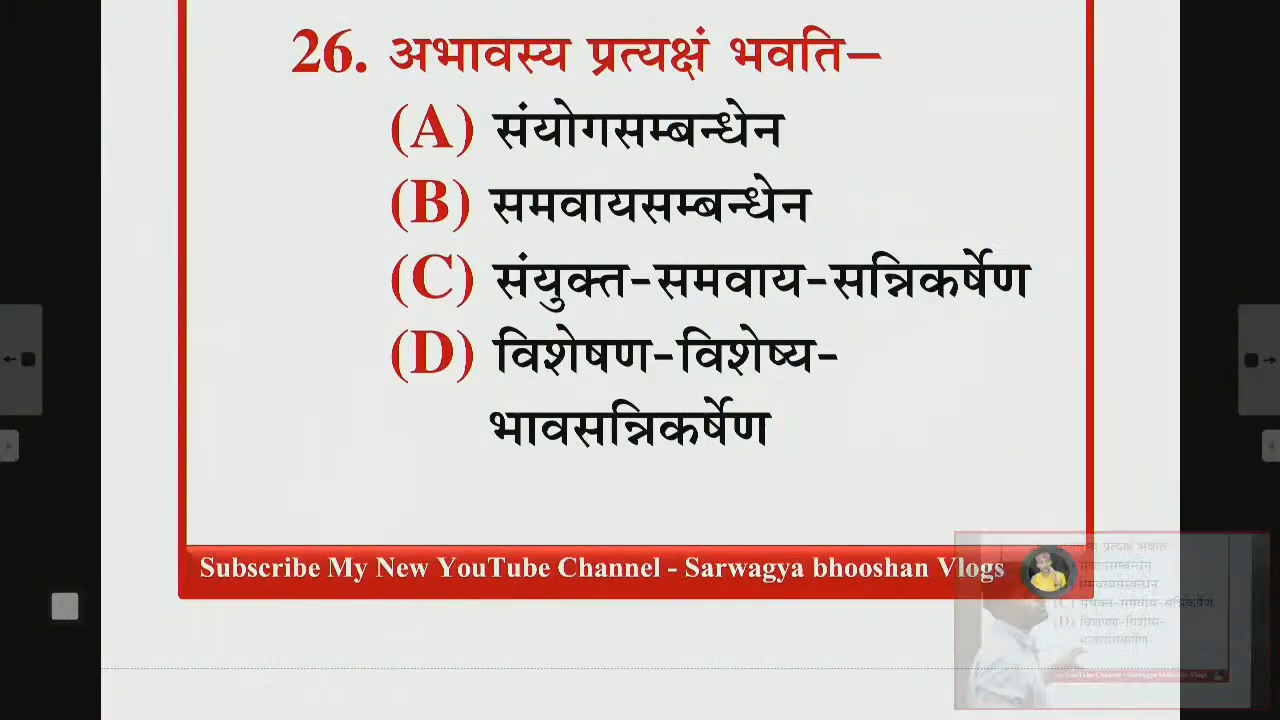 26. अभावस्य प्रत्यक्षं भवति–
(A) संयोगसम्बन्धेन
(B) समवायसम्बन्धेन
(C) संयुक्त-समवाय-सन्निकर्षेण
(D) विशेषण-विशेष्य-
भावसन्निकर्षेण
Subscribe My New YouTube Channel - Sarwagya bhooshan Vlogs